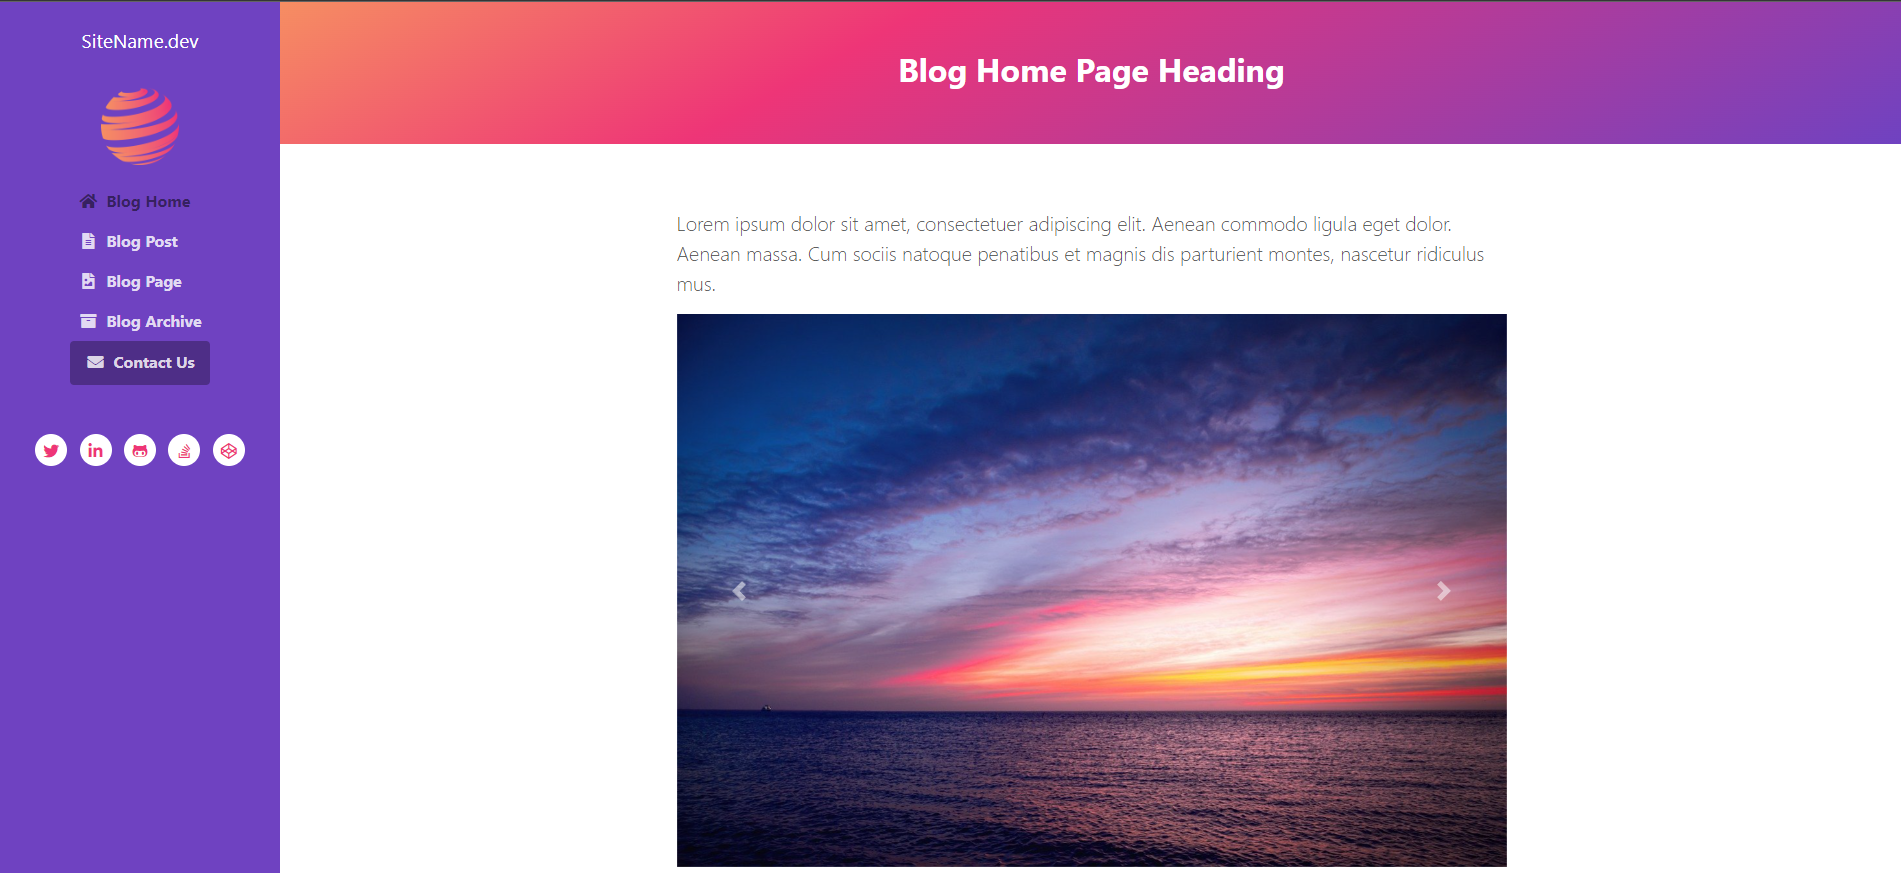 SiteName.dev
Blog Home
Blog Post
Blog Page
Blog Archive
Contact Us
Blog Home Page Heading
Lorem ipsum dolor sit amet, consectetuer adipiscing elit. Aenean commodo ligula eget dolor.
Aenean massa. Cum sociis natoque penatibus et magnis dis parturient montes, nascetur ridiculus
mus.